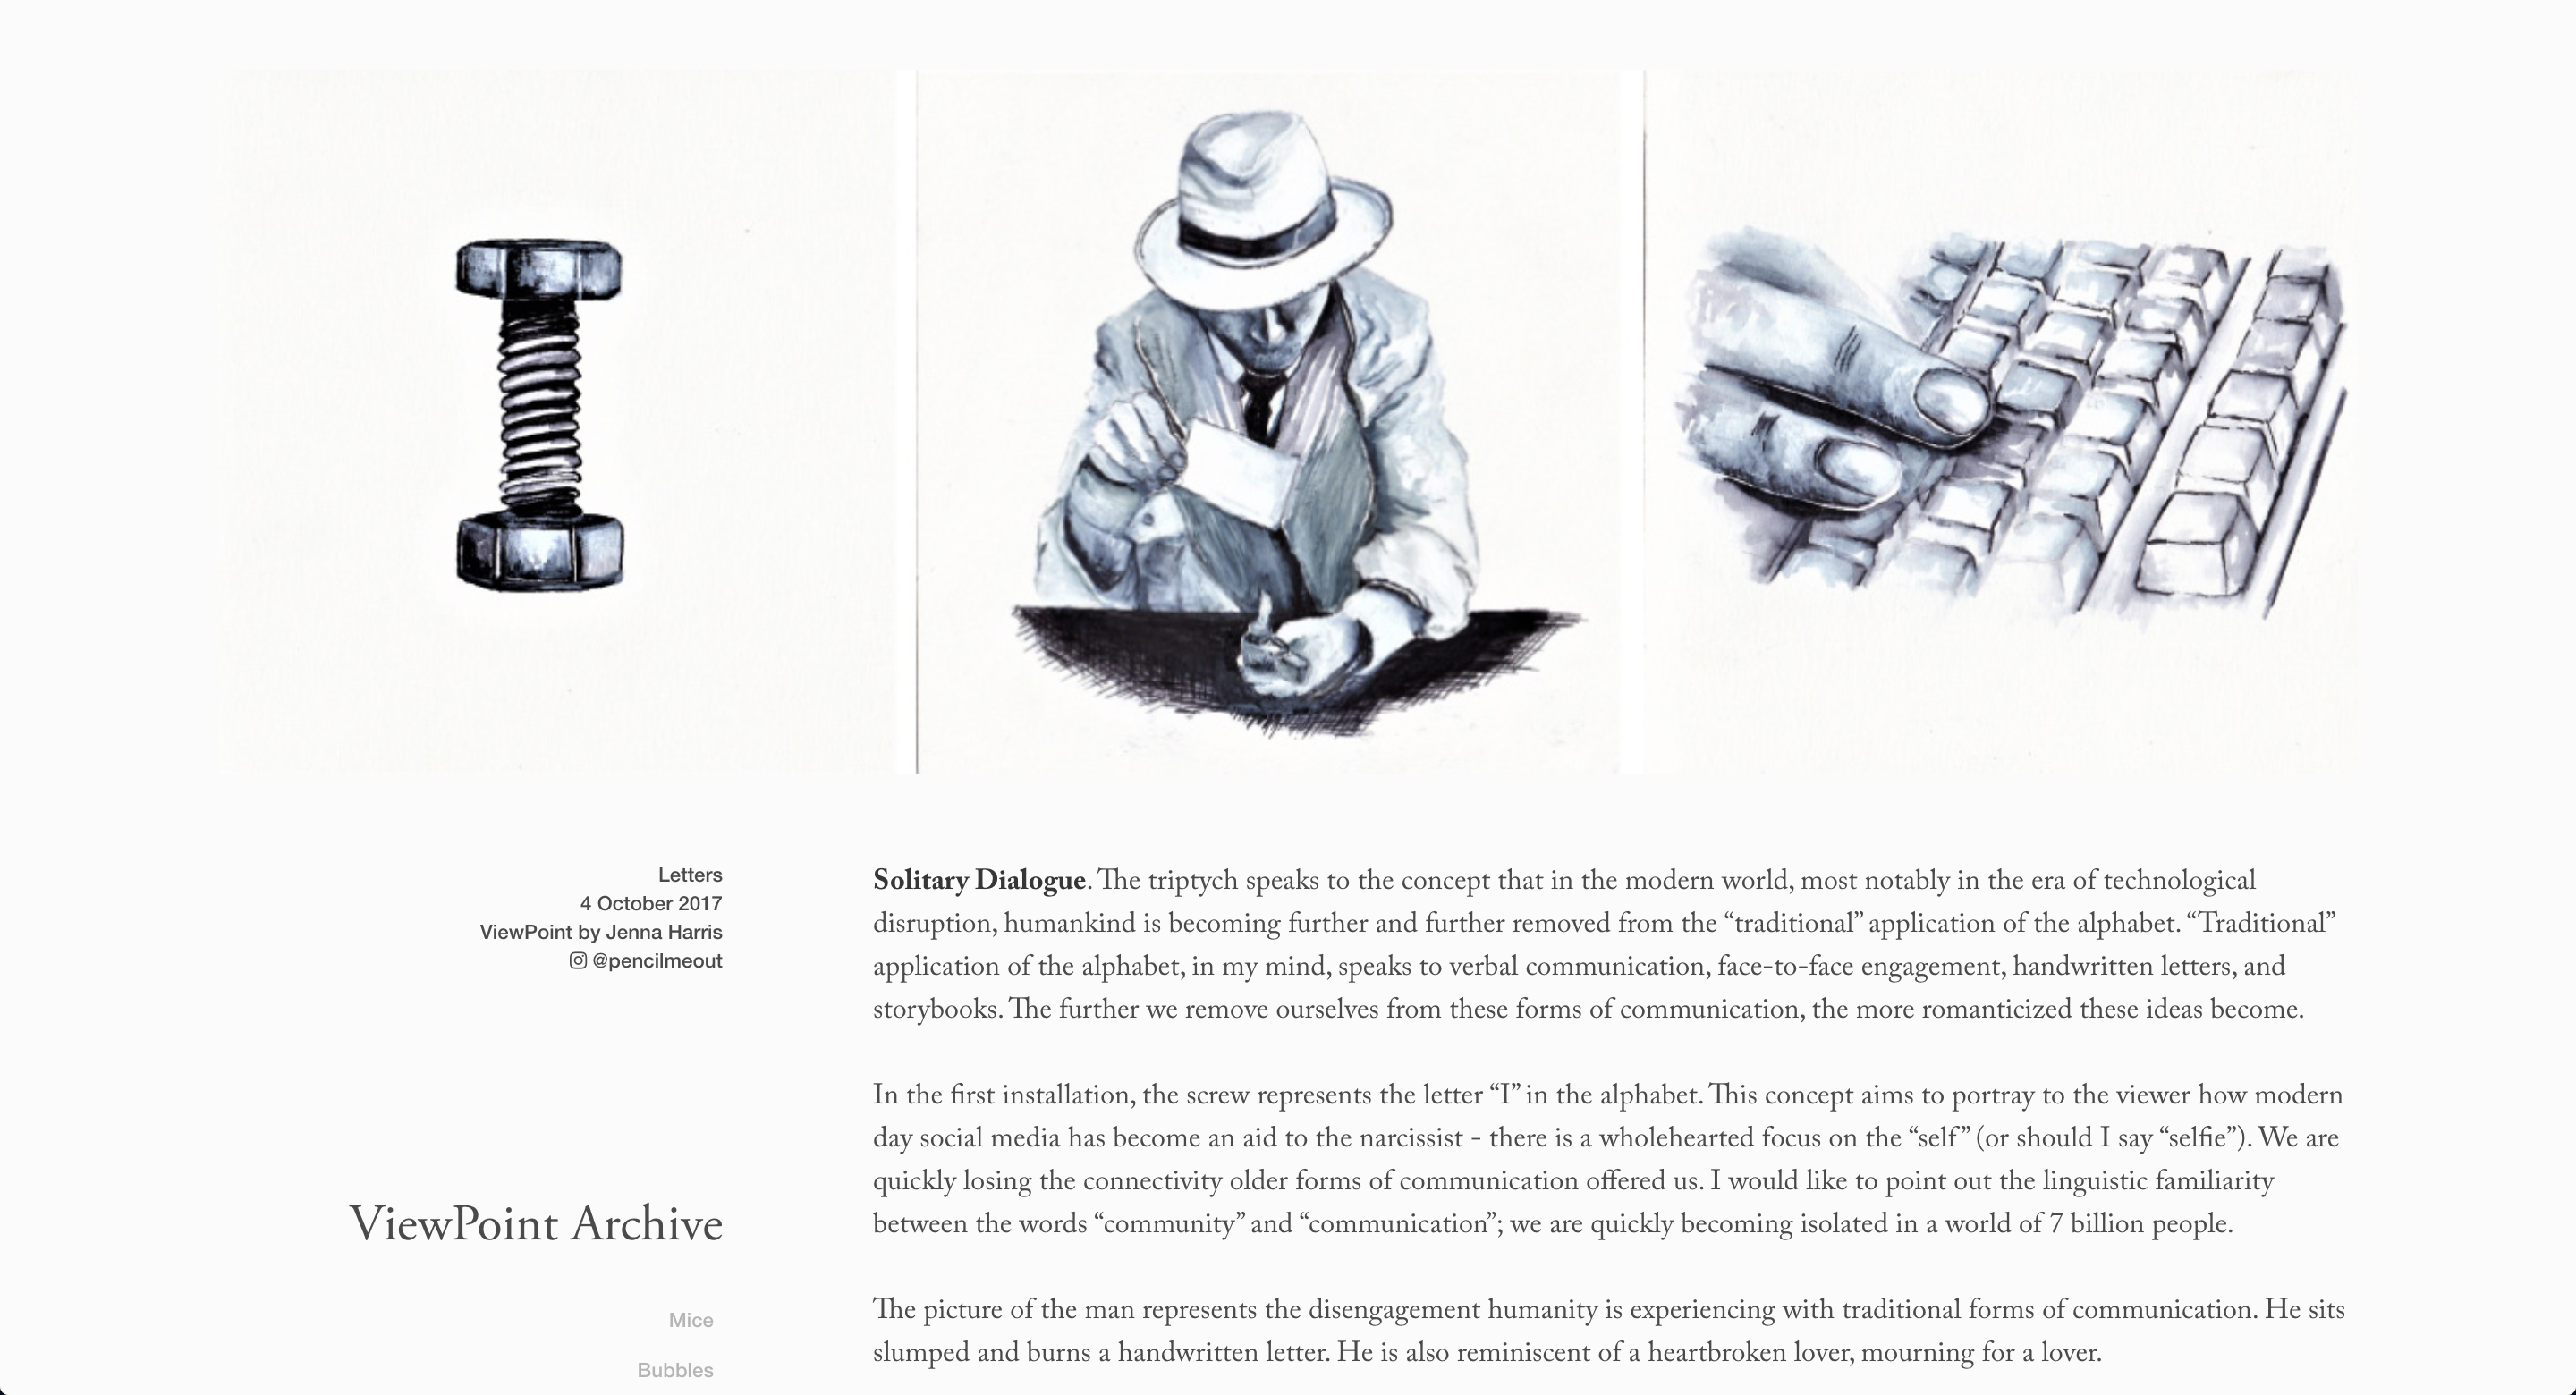 Letters
4 October 2017
ViewPoint by Jenna Harris
@pencilmeout
ViewPoint Archive
Mice
Bubbles
Solitary Dialogue. The triptych speaks to the concept that in the modern world, most notably in the era of technological
disruption, humankind is becoming further and further removed from the “traditional” application of the alphabet. “Traditional”
application of the alphabet, in my mind, speaks to verbal communication, face-to-face engagement, handwritten letters, and
storybooks. The further we remove ourselves from these forms of communication, the more romanticized these ideas become.
In the first installation, the screw represents the letter “I” in the alphabet. This concept aims to portray to the viewer how modern
day social media has become an aid to the narcissist - there is a wholehearted focus on the “self” (or should I say “selfie”). We are
quickly losing the connectivity older forms of communication offered us. I would like to point out the linguistic familiarity
between the words “community” and “communication”; we are quickly becoming isolated in a world of 7 billion people.
The picture of the man represents the disengagement humanity is experiencing with traditional forms of communication. He sits
slumped and burns a handwritten letter. He is also reminiscent of a heartbroken lover, mourning for a lover.